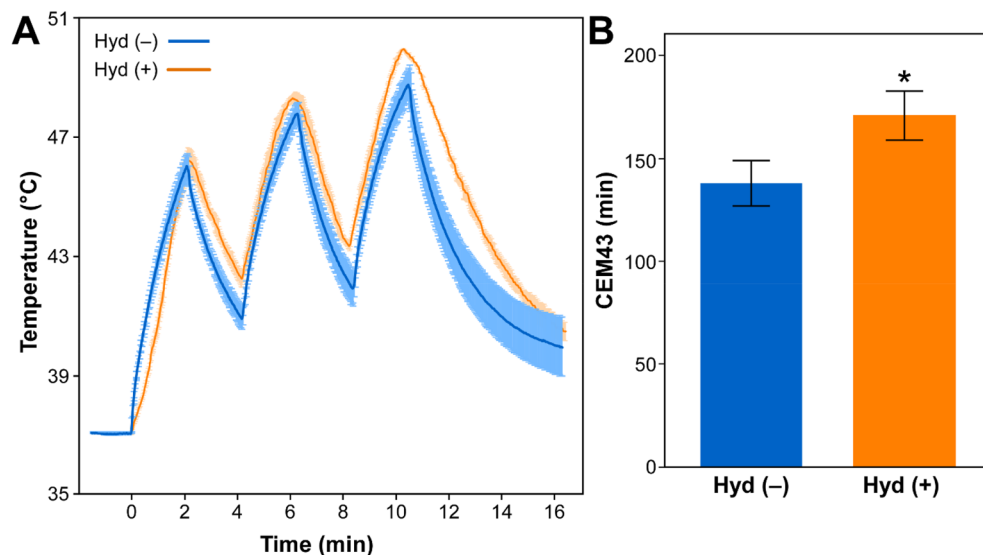 A
Hyd (–)
Hyd (+)
51
47
43
39
35
Temperature (°C)
0 2 4 6 8 10 12 14 16
Time (min)
B
200
150
100
50
0
CEM43 (min)
*
Hyd (–) Hyd (+)